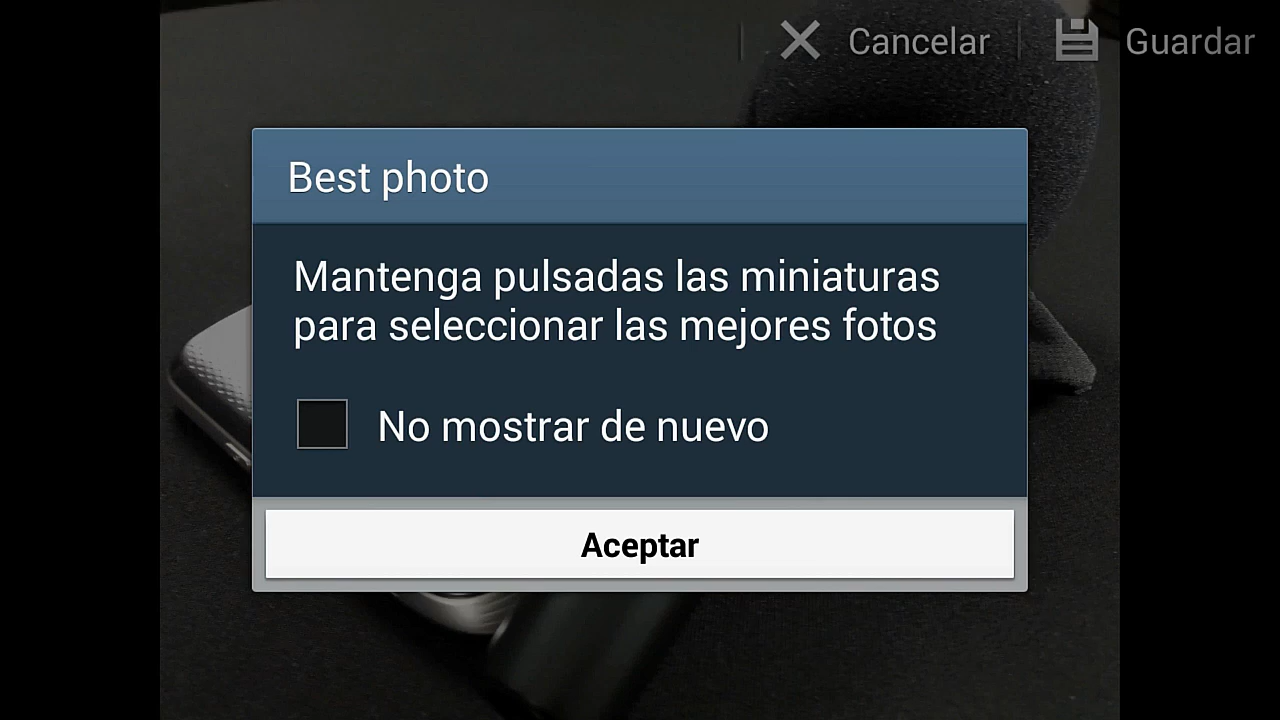 Cancelar
Guardar
Best photo
Mantenga pulsadas las miniaturas
para seleccionar las mejores fotos
No mostrar de nuevo
Aceptar